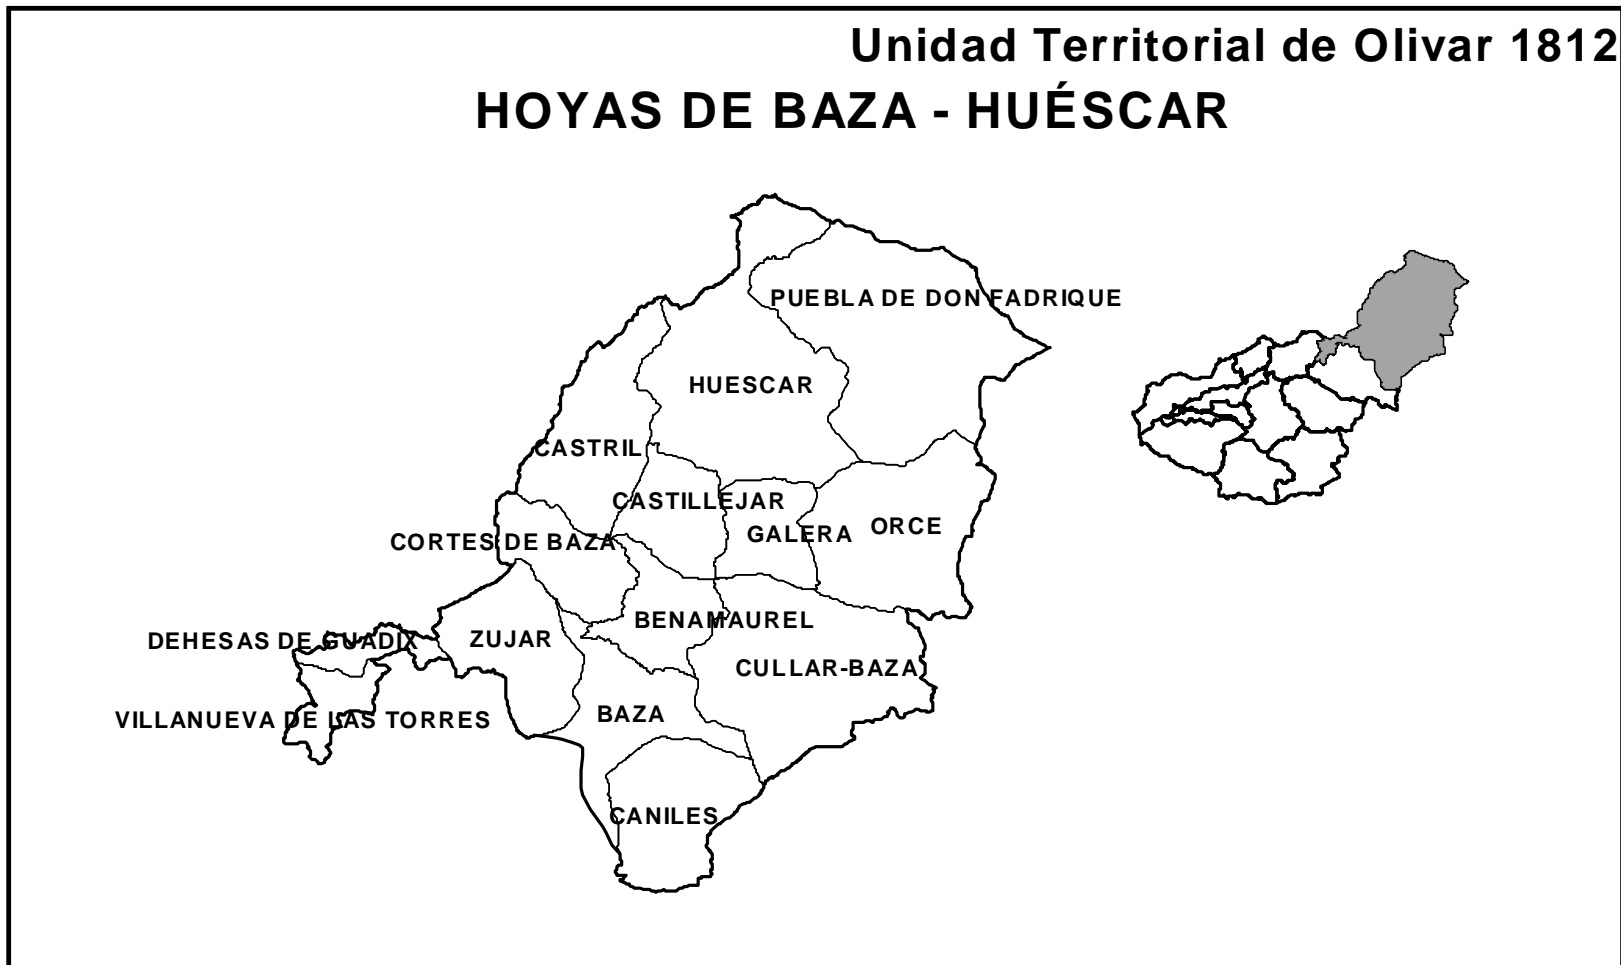 Unidad Territorial de Olivar 1812
HOYAS DE BAZA - HUÉSCAR
PUEBLA DE DON FADRIQUE
HUESCAR
CASTRIL
CASTILLEJAR
GALERA
ORCE
CORTES DE BAZA
BENAMAUREL
ZUJAR
DEHESAS DE GUADIX
CULLAR-BAZA
BAZA
VILLANUEVA DE LAS TORRES
CANILES